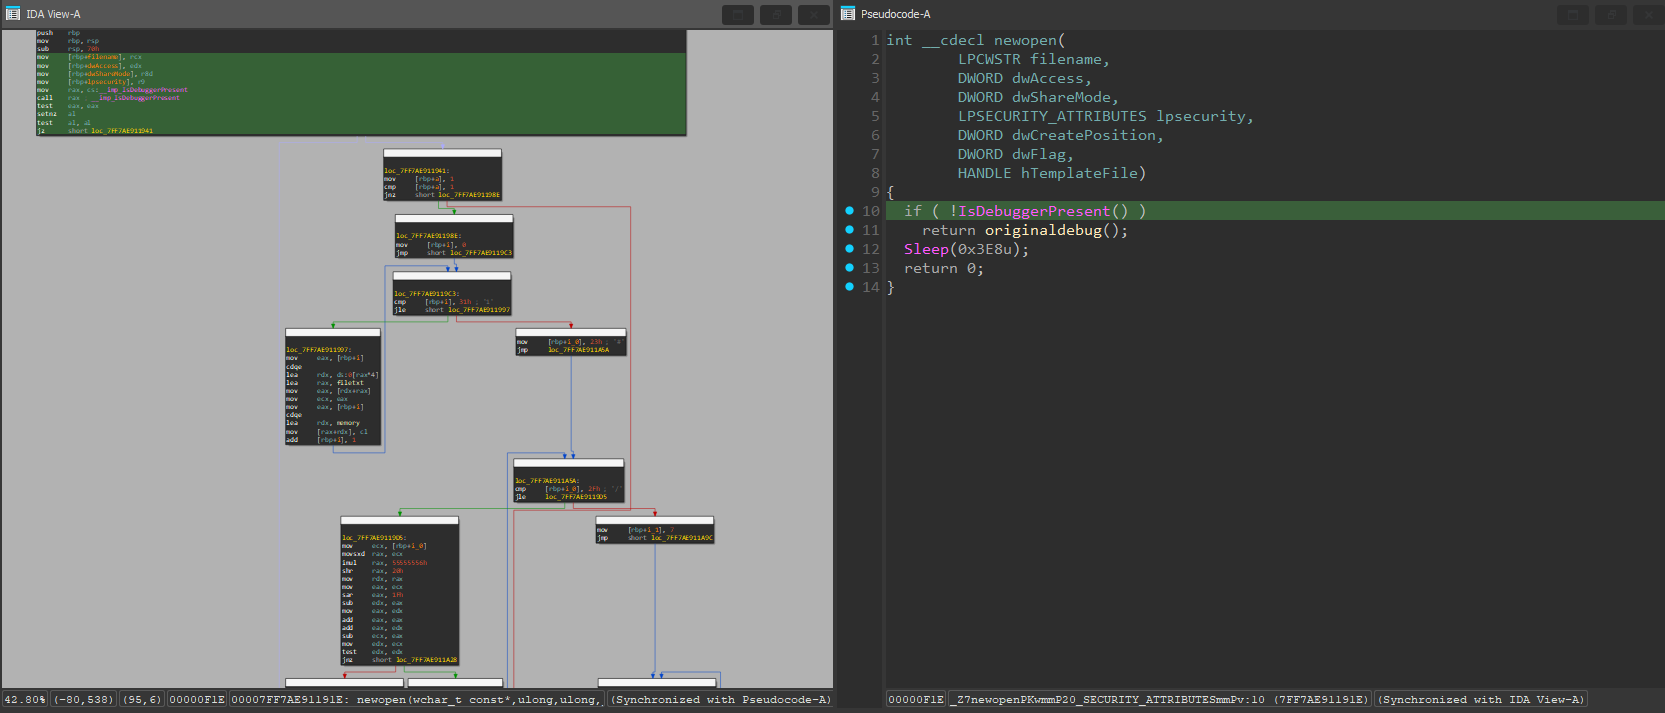 IDA View-A
push rbp
mov rbp, rsp
sub rsp, 70h
mov [rbp+filename], rcx
mov [rbp+dwAccess], edx
mov [rbp+dwShareMode], r8d
mov [rbp+lpsecurity], r9
mov rax, cs:__imp_IsDebuggerPresent
call rax ; __imp_IsDebuggerPresent
test eax, eax
setnz al
test al, al
jz short loc_7FF7AE911941
loc_7FF7AE911941:
mov [rbp+a], 1
cmp [rbp+a], 1
jnz short loc_7FF7AE91198E
loc_7FF7AE91198E:
mov [rbp+i], 0
jmp short loc_7FF7AE9119C3
loc_7FF7AE9119C3:
cmp [rbp+i], 31h ; '1'
jle short loc_7FF7AE911997
loc_7FF7AE911997:
mov eax, [rbp+i]
cdqe
lea rdx, ds:0[rax*4]
lea rax, filetxt
mov eax, [rdx+rax]
mov ecx, eax
mov eax, [rbp+i]
cdqe
lea rdx, memory
mov [rax+rdx], cl
add [rbp+i], 1
mov [rbp+i_0], 23h ; '#'
jmp loc_7FF7AE911A5A
loc_7FF7AE911A5A:
cmp [rbp+i_0], 2Fh ; '/'
jle loc_7FF7AE9119D5
loc_7FF7AE9119D5:
mov ecx, [rbp+i_0]
movsxd rax, ecx
imul rax, 55555556h
shr rax, 20h
mov rdx, rax
mov eax, ecx
sar eax, 1Fh
sub edx, eax
mov eax, edx
add eax, eax
add eax, edx
sub ecx, eax
mov edx, ecx
test edx, edx
jnz short loc_7FF7AE911A28
mov [rbp+i_1], 7
jmp short loc_7FF7AE911A9C
42.80% (-80,538) (95,6) 00000F1E 00007FF7AE91191E: newopen(wchar_t const*,ulong,ulong,_ (Synchronized with Pseudocode-A)
Pseudocode-A
1 int __cdecl newopen(
2 LPCWSTR filename,
3 DWORD dwAccess,
4 DWORD dwShareMode,
5 LPSECURITY_ATTRIBUTES lpsecurity,
6 DWORD dwCreatePosition,
7 DWORD dwFlag,
8 HANDLE hTemplateFile)
9 {
10 if ( !IsDebuggerPresent() )
11 return originaldebug();
12 Sleep(0x3E8u);
13 return 0;
14 }
00000F1E _Z7newopenPKwmmP20_SECURITY_ATTRIBUTESmmPv:10 (7FF7AE91191E) (Synchronized with IDA View-A)